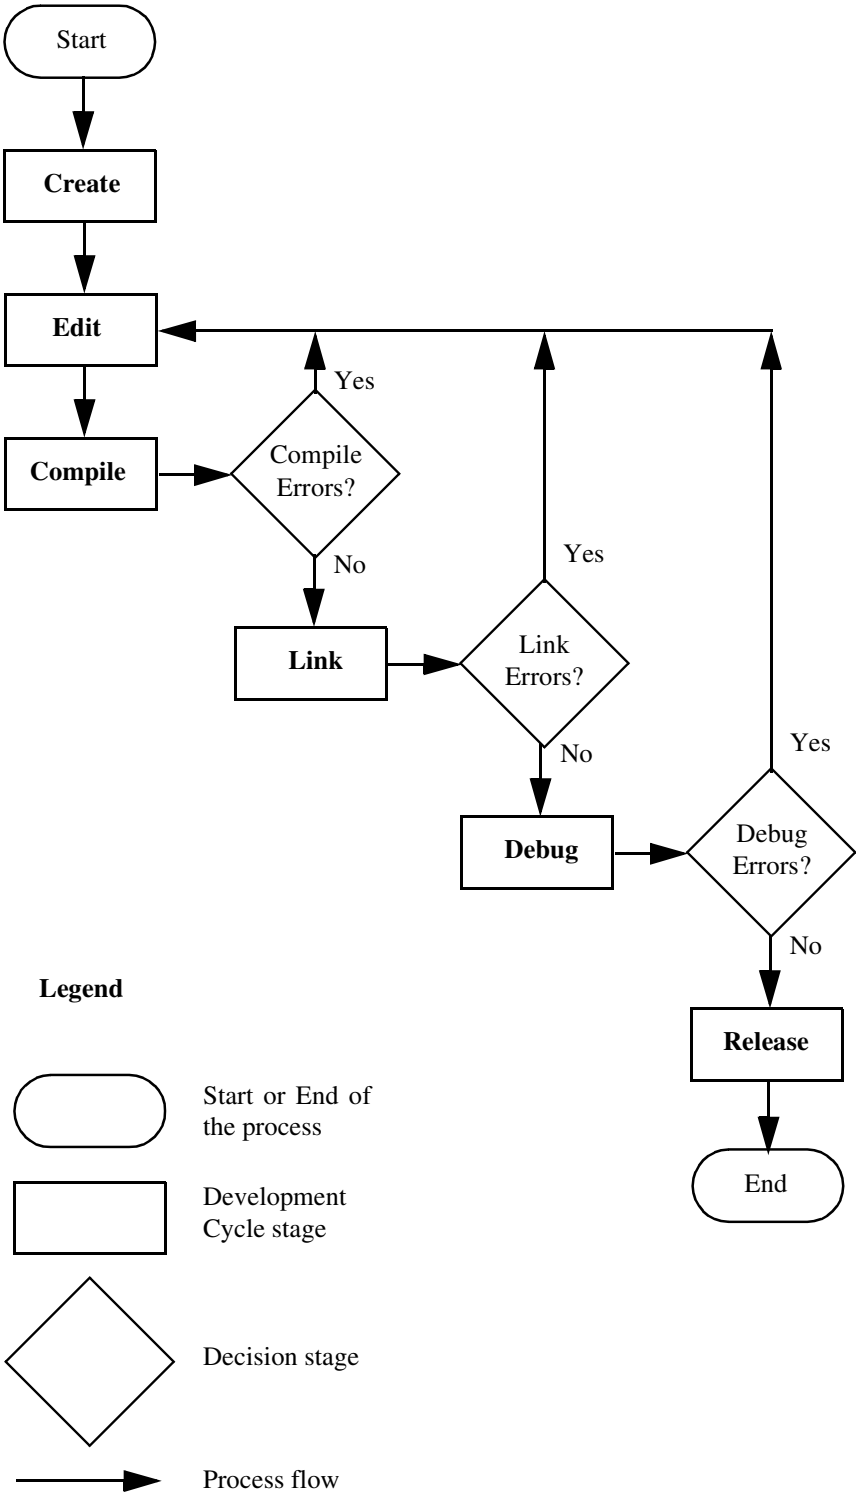 Start
Create
Edit
Yes
Compile
Compile
Errors?
No
Yes
Link
Link
Errors?
No
Yes
Debug
Debug
Errors?
No
Release
End
Legend
Start or End of
the process
Development
Cycle stage
Decision stage
Process flow